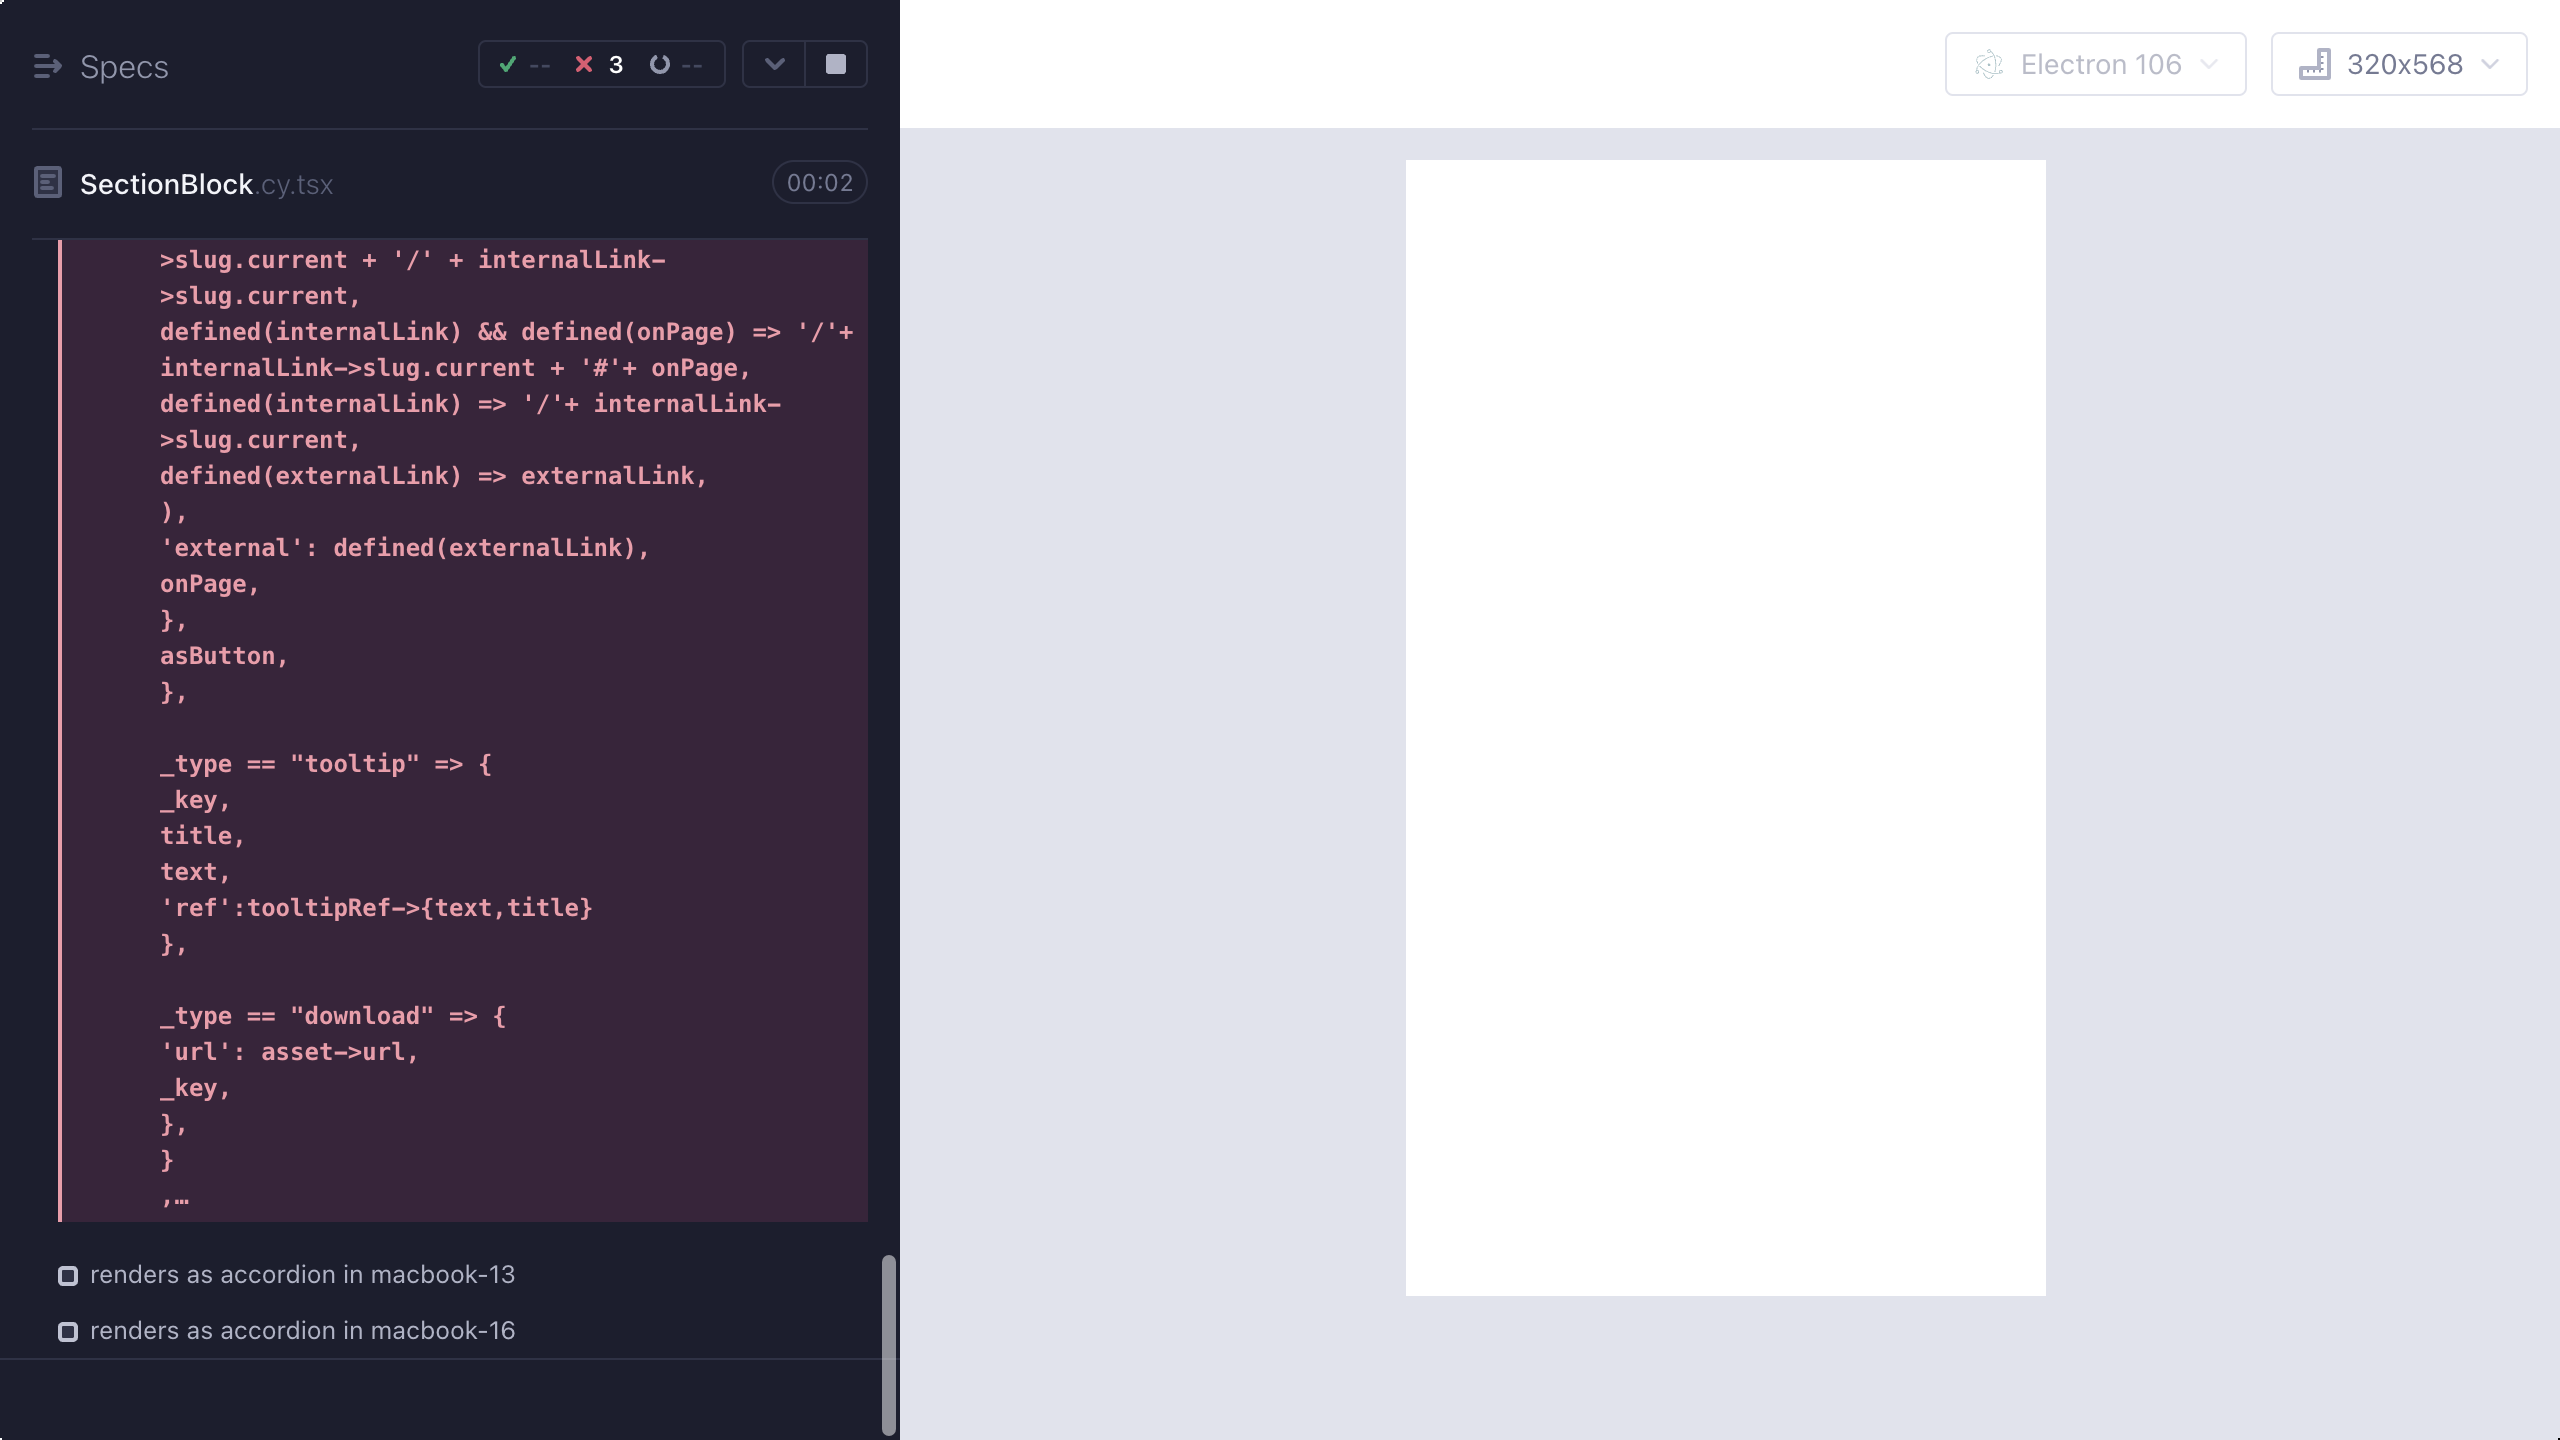 Specs
-- 3 --
Electron 106
320x568
SectionBlock.cy.tsx
00:02
>slug.current + '/' + internalLink-
>slug.current,
defined(internalLink) && defined(onPage) => '/'+
internalLink->slug.current + '#'+ onPage,
defined(internalLink) => '/'+ internalLink-
>slug.current,
defined(externalLink) => externalLink,
),
'external': defined(externalLink),
onPage,
},
asButton,
},
_type == "tooltip" => {
_key,
title,
text,
'ref':tooltipRef->{text,title}
},
_type == "download" => {
'url': asset->url,
_key,
},
}
,…
renders as accordion in macbook-13
renders as accordion in macbook-16